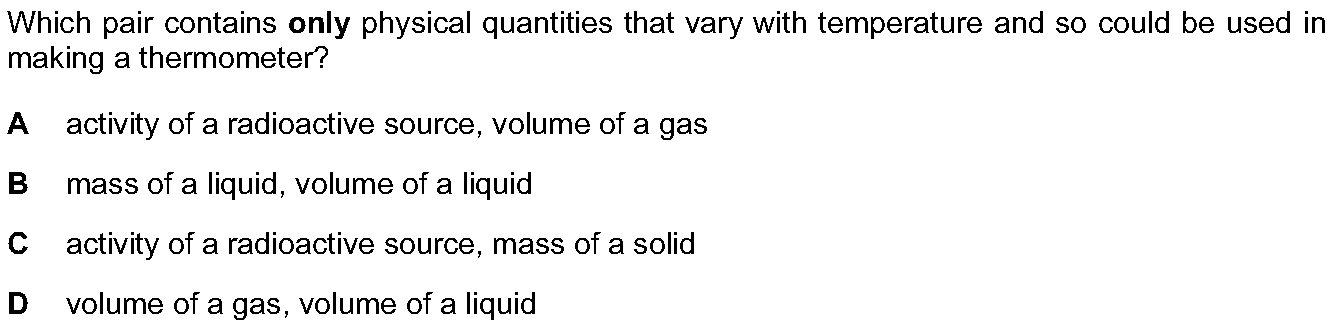 Which pair contains only physical quantities that vary with temperature and so could be used in
making a thermometer?
A activity of a radioactive source, volume of a gas
B mass of a liquid, volume of a liquid
C activity of a radioactive source, mass of a solid
D volume of a gas, volume of a liquid